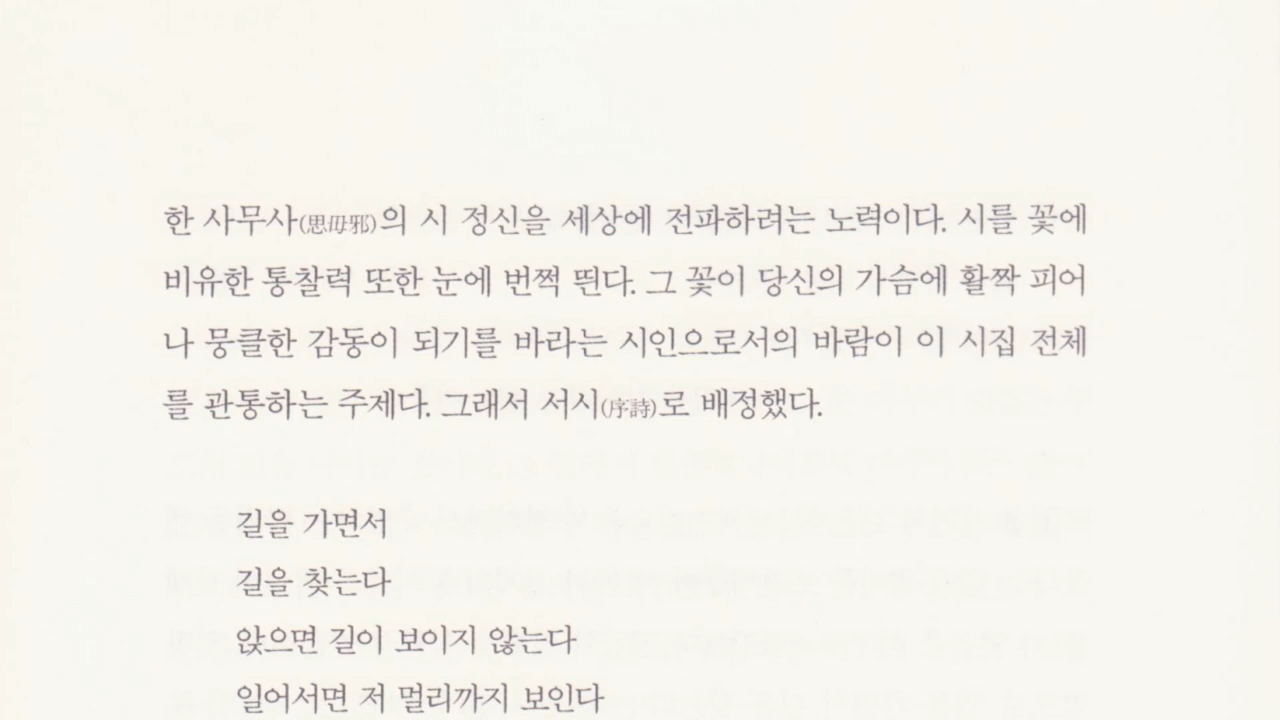 한 사무사(思毋邪)의 시 정신을 세상에 전파하려는 노력이다. 시를 꽃에
비유한 통찰력 또한 눈에 번쩍 띈다. 그 꽃이 당신의 가슴에 활짝 피어
나 뭉클한 감동이 되기를 바라는 시인으로서의 바람이 이 시집 전체
를 관통하는 주제다. 그래서 서시(序詩)로 배정했다.
길을 가면서
길을 찾는다
앉으면 길이 보이지 않는다
일어서면 저 멀리까지 보인다